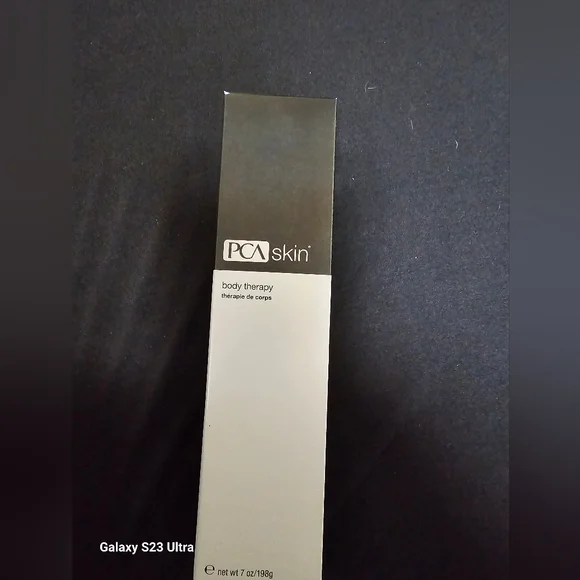 PCA skin®
body therapy
thérapie de corps
Galaxy S23 Ultra
℮ net wt 7 oz/198g